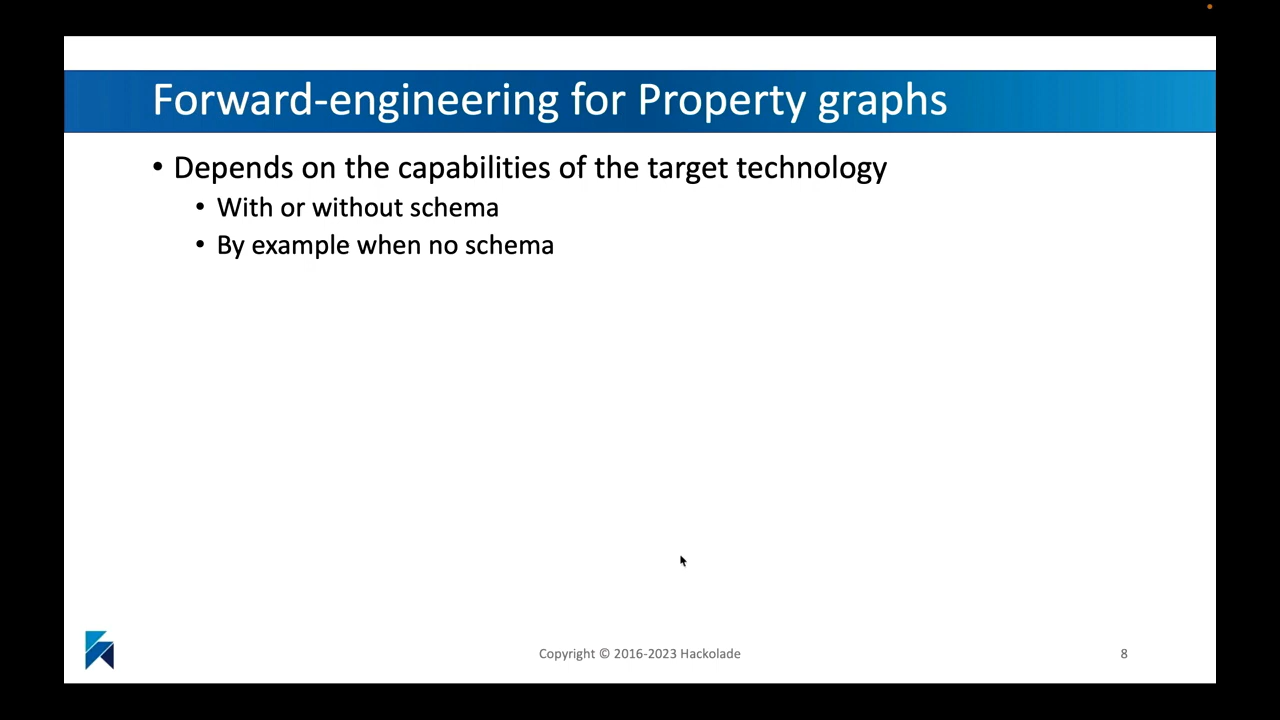 Forward-engineering for Property graphs
• Depends on the capabilities of the target technology
• With or without schema
• By example when no schema
Copyright © 2016-2023 Hackolade
8